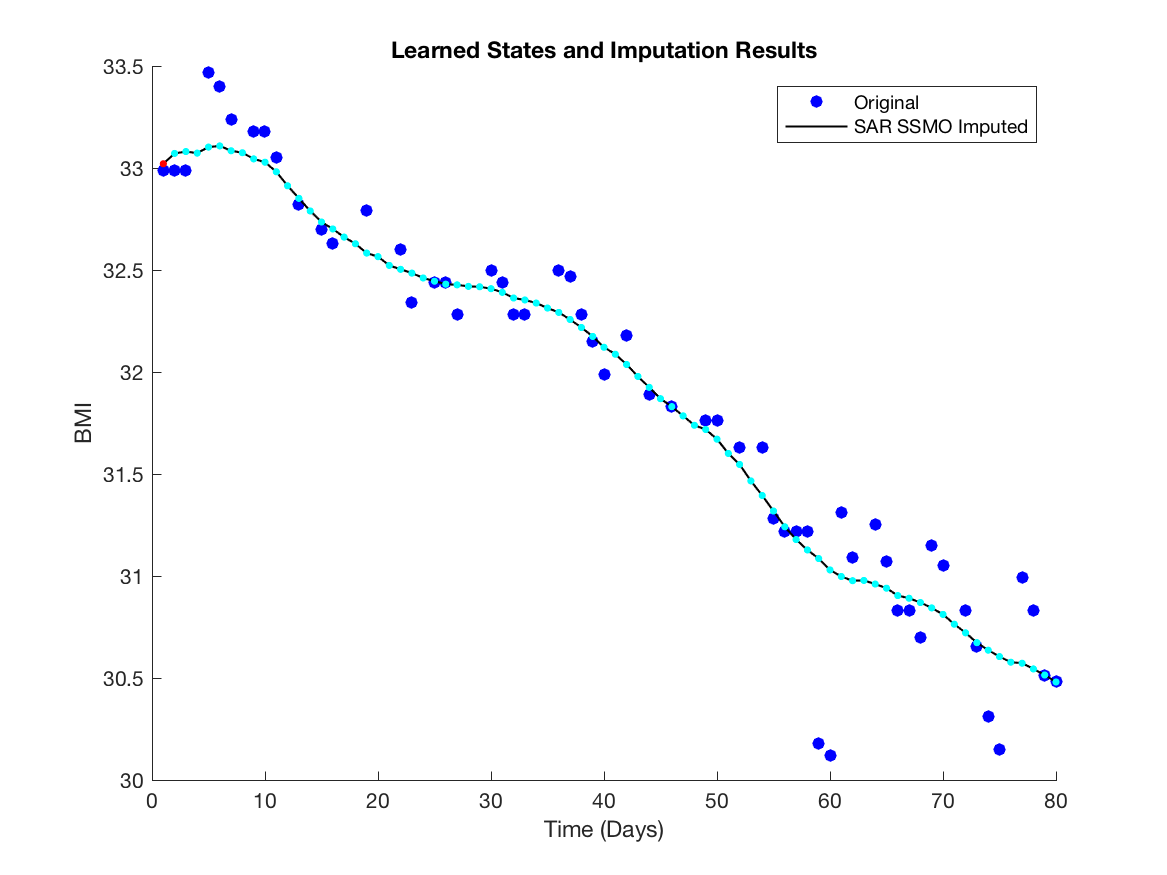 Learned States and Imputation Results
33.5
33
32.5
32
31.5
31
30.5
30
BMI
Original
SAR SSMO Imputed
0 10 20 30 40 50 60 70 80
Time (Days)